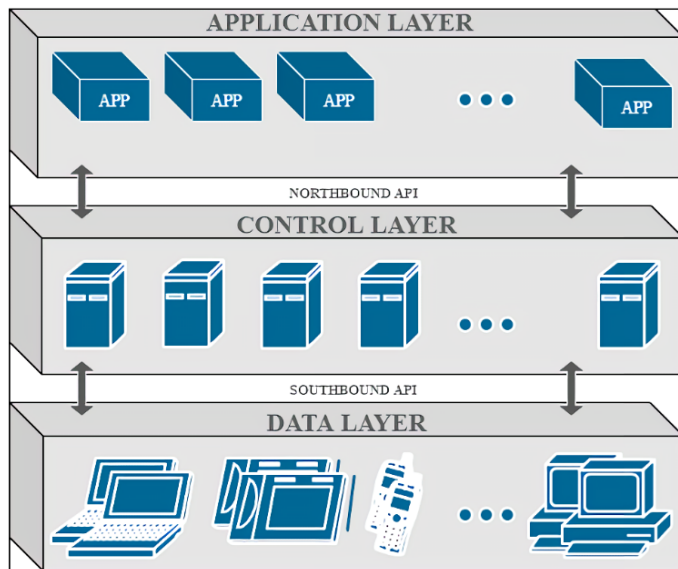 APPLICATION LAYER
APP
APP
APP
APP
NORTHBOUND API
CONTROL LAYER
SOUTHBOUND API
DATA LAYER